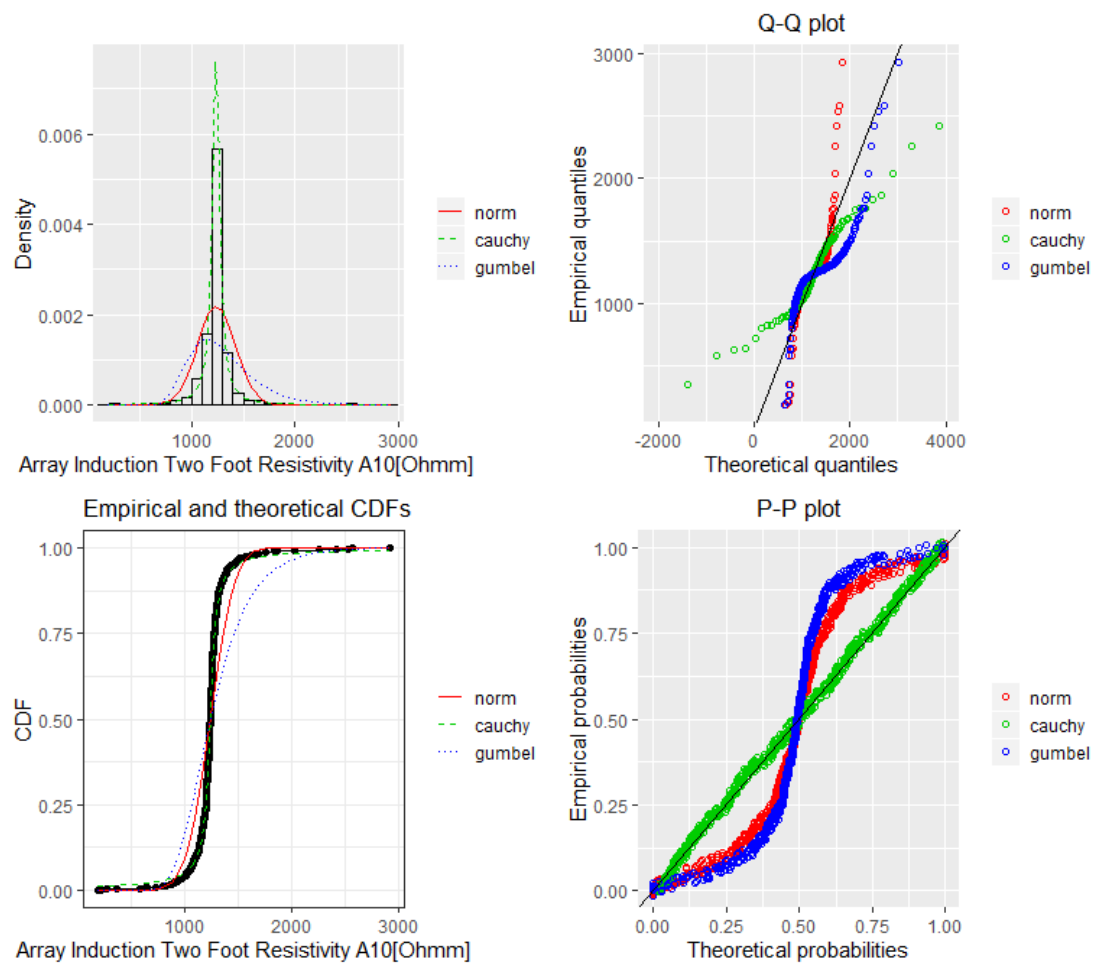 0.006
0.004
0.002
0.000
Density
1000
2000
3000
Array Induction Two Foot Resistivity A10[Ohmm]
norm
cauchy
gumbel
Q-Q plot
3000
2000
1000
Empirical quantiles
-2000
0
2000
4000
Theoretical quantiles
norm
cauchy
gumbel
Empirical and theoretical CDFs
1.00
0.75
0.50
0.25
0.00
CDF
1000
2000
3000
Array Induction Two Foot Resistivity A10[Ohmm]
norm
cauchy
gumbel
P-P plot
1.00
0.75
0.50
0.25
0.00
Empirical probabilities
0.00
0.25
0.50
0.75
1.00
Theoretical probabilities
norm
cauchy
gumbel